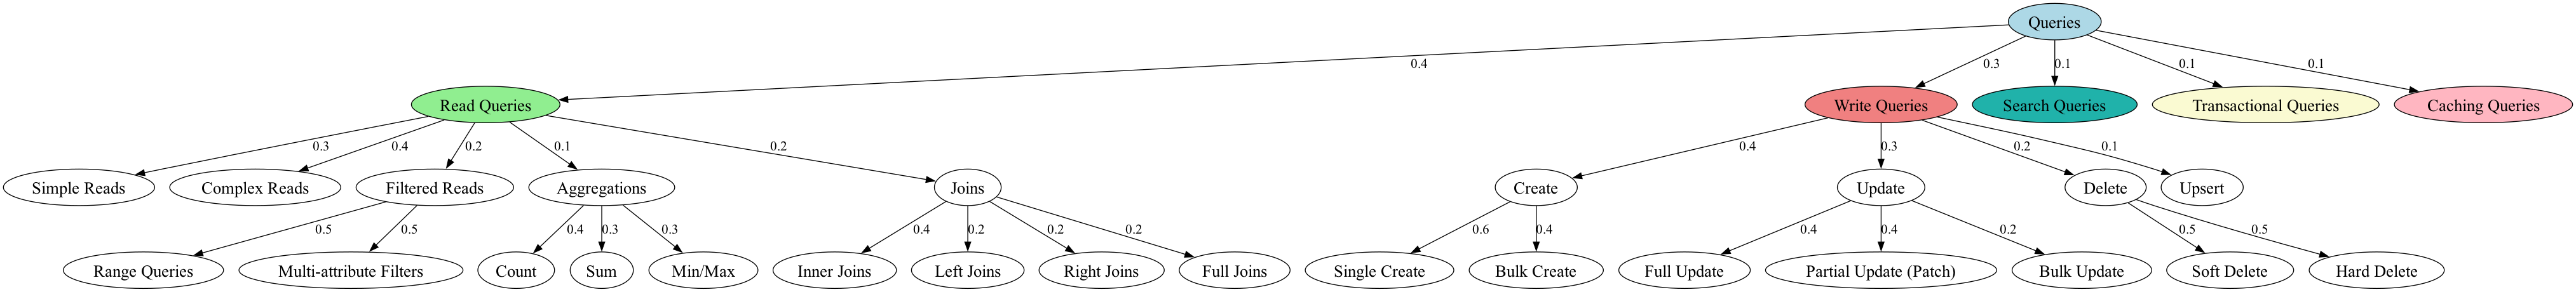 Queries
0.4
0.3
0.1
0.1
0.1
Read Queries
Write Queries
Search Queries
Transactional Queries
Caching Queries
0.3
0.4
0.2
0.1
0.2
0.4
0.3
0.2
0.1
Simple Reads
Complex Reads
Filtered Reads
Aggregations
Joins
Create
Update
Delete
Upsert
0.5
0.5
0.4
0.3
0.3
0.4
0.2
0.2
0.2
0.6
0.4
0.4
0.4
0.2
0.5
0.5
Range Queries
Multi-attribute Filters
Count
Sum
Min/Max
Inner Joins
Left Joins
Right Joins
Full Joins
Single Create
Bulk Create
Full Update
Partial Update (Patch)
Bulk Update
Soft Delete
Hard Delete